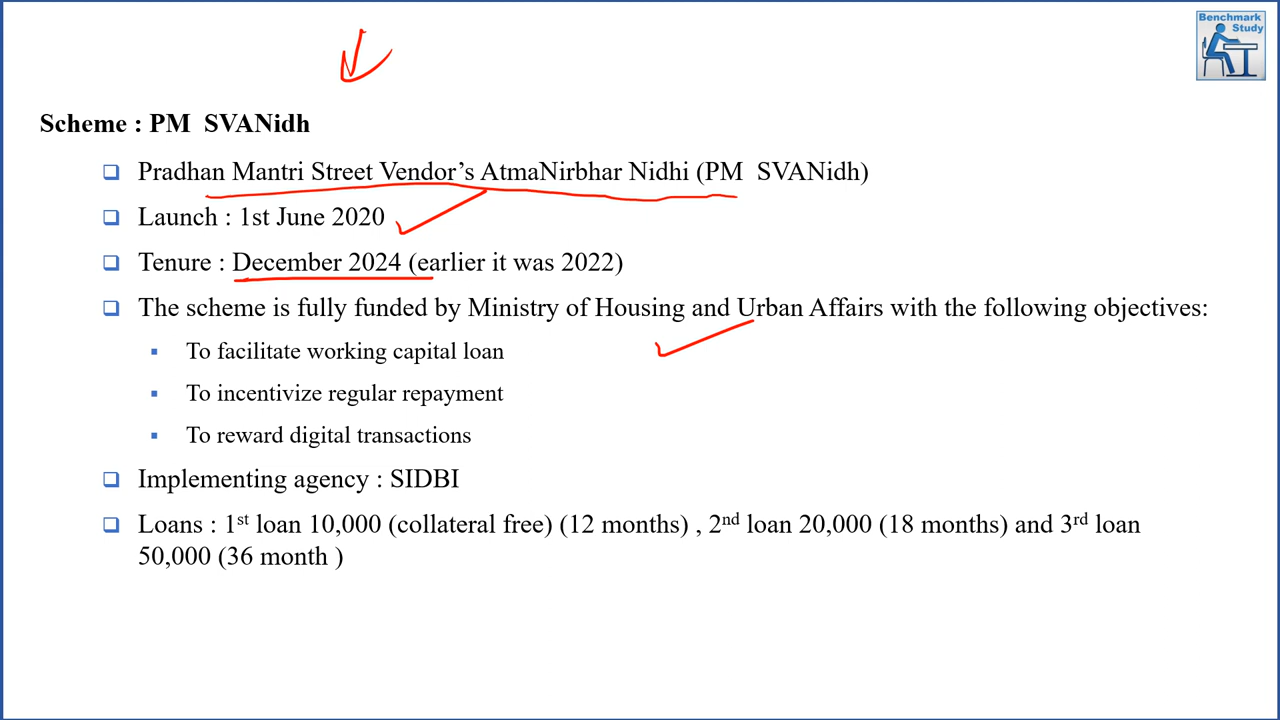 Benchmark
Study
Scheme : PM SVANidh
Pradhan Mantri Street Vendor’s AtmaNirbhar Nidhi (PM SVANidh)
Launch : 1st June 2020
Tenure : December 2024 (earlier it was 2022)
The scheme is fully funded by Ministry of Housing and Urban Affairs with the following objectives:
To facilitate working capital loan
To incentivize regular repayment
To reward digital transactions
Implementing agency : SIDBI
Loans : 1st loan 10,000 (collateral free) (12 months) , 2nd loan 20,000 (18 months) and 3rd loan
50,000 (36 month )